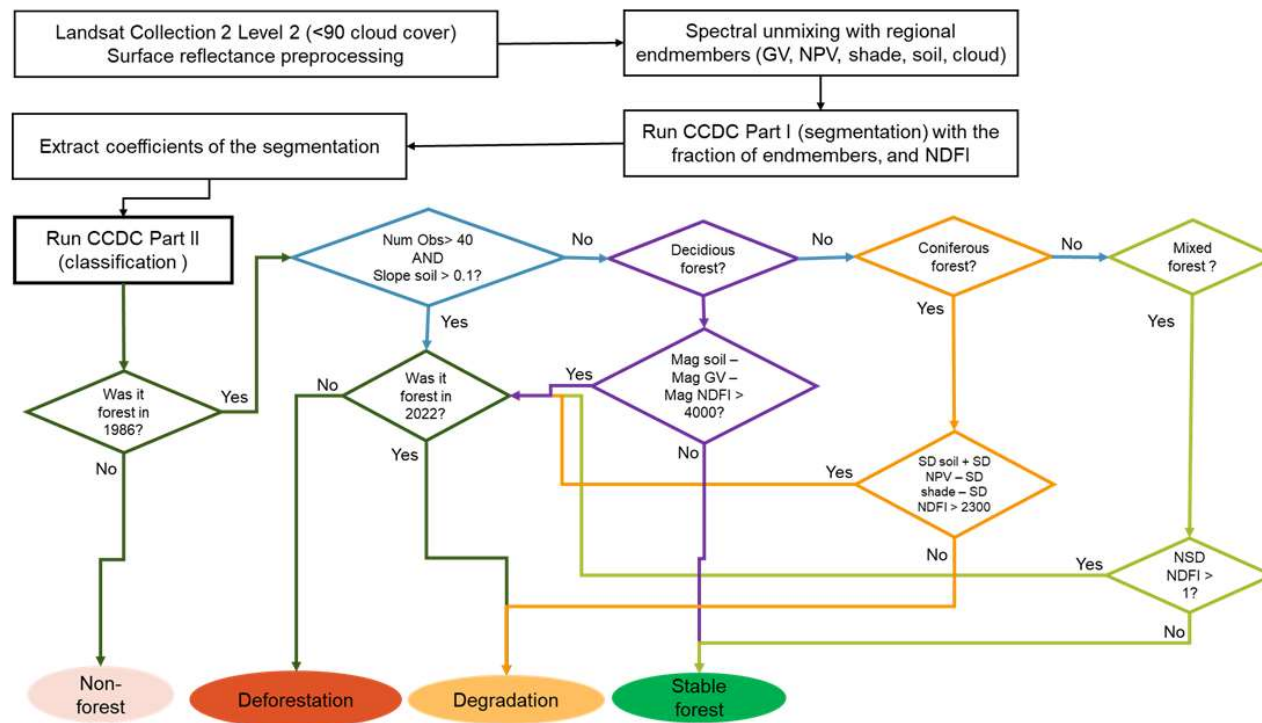 Landsat Collection 2 Level 2 (<90 cloud cover)
Surface reflectance preprocessing
Spectral unmixing with regional
endmembers (GV, NPV, shade, soil, cloud)
Extract coefficients of the segmentation
Run CCDC Part I (segmentation) with the
fraction of endmembers, and NDFI
Run CCDC Part II
(classification )
Num Obs> 40
AND
Slope soil > 0.1?
No
Decidious
forest?
No
Coniferous
forest?
No
Mixed
forest ?
Yes
Yes
Yes
Was it
forest in
1986?
Yes
No
No
Was it
forest in
2022?
Yes
Yes
Mag soil –
Mag GV –
Mag NDFI >
4000?
No
Yes
SD soil + SD
NPV – SD
shade – SD
NDFI > 2300
No
Yes
NSD
NDFI >
1?
No
Non-
forest
Deforestation
Degradation
Stable
forest